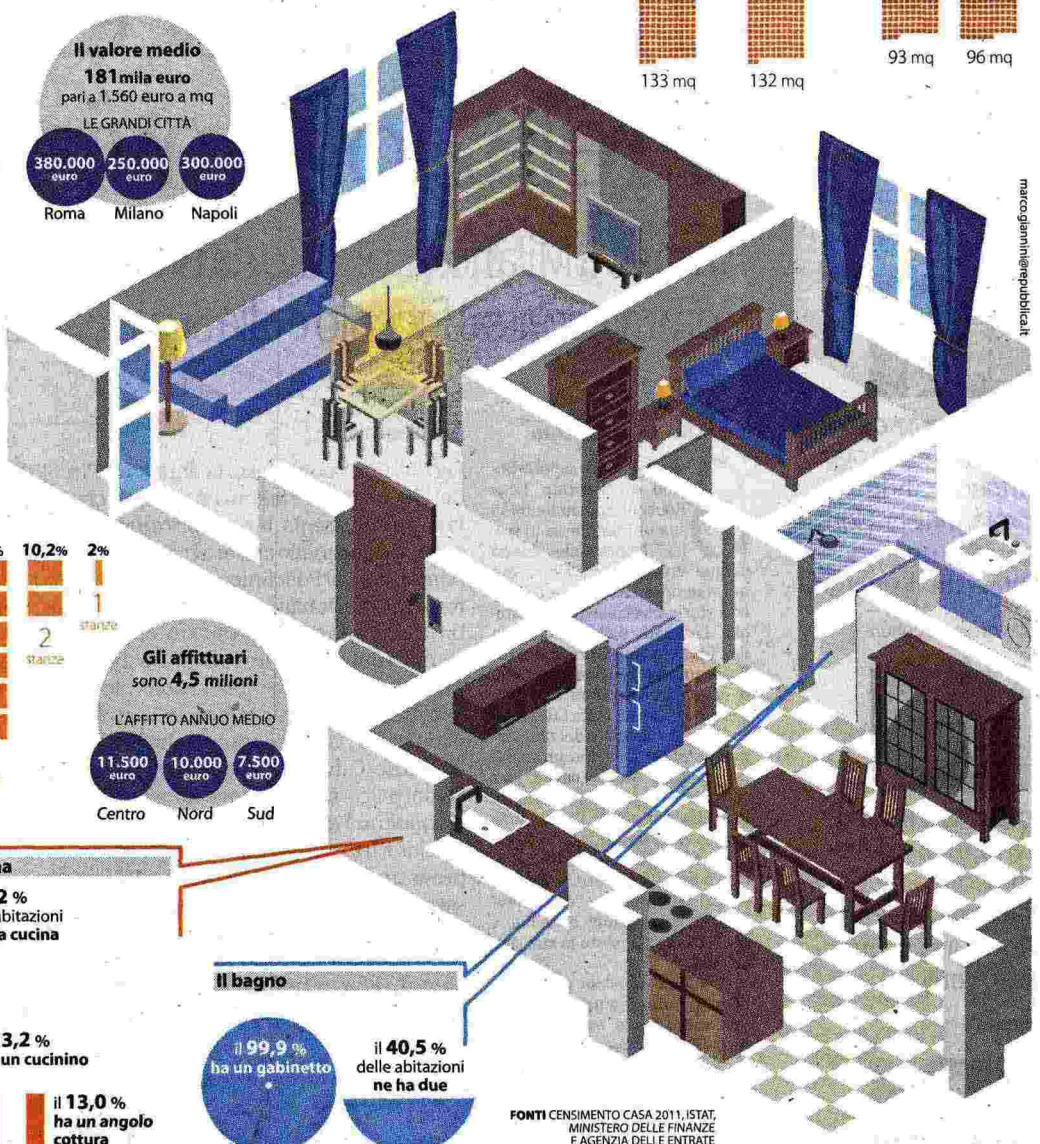 133 mq
132 mq
93 mq
96 mq
Il valore medio
181 mila euro
pari a 1.560 euro a mq
LE GRANDI CITTÀ
380.000
euro
250.000
euro
300.000
euro
Roma
Milano
Napoli
marco.giannini@repubblica.it
%
10,2%
2%
2
stanze
1
stanze
Gli affittuari
sono 4,5 milioni
L'AFFITTO ANNUO MEDIO
11.500
euro
10.000
euro
7.500
euro
Centro
Nord
Sud
na
2 %
abitazioni
a cucina
3,2 %
un cucinino
il 13,0 %
ha un angolo
cottura
Il bagno
il 99,9 %
ha un gabinetto
il 40,5 %
delle abitazioni
ne ha due
FONTI CENSIMENTO CASA 2011, ISTAT,
MINISTERO DELLE FINANZE
E AGENZIA DELLE ENTRATE